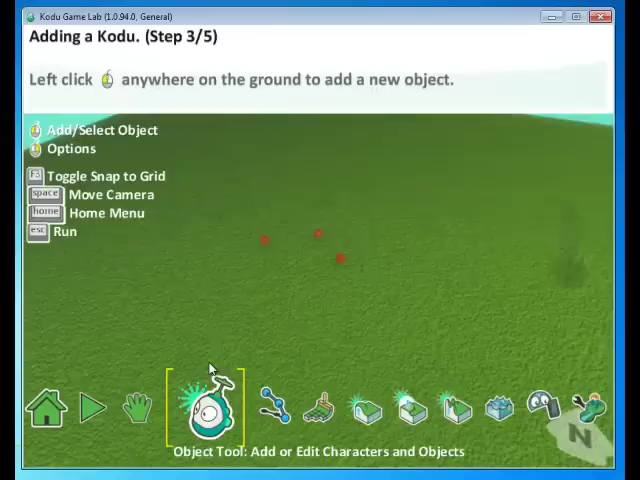 Kodu Game Lab (1.0.94.0, General)
Adding a Kodu. (Step 3/5)
Left click anywhere on the ground to add a new object.
Add/Select Object
Options
F3 Toggle Snap to Grid
space Move Camera
home Home Menu
esc Run
N
Object Tool: Add or Edit Characters and Objects